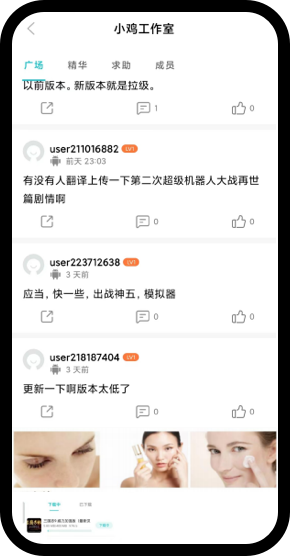 小鸡工作室
广场 精华 求助 成员
以前版本。新版本就是拉级。
1 0
user211016882 LV1
前天 23:03
有没有人翻译上传一下第二次超级机器人大战再世
篇剧情啊
0 0
user223712638 LV1
3 天前
应当，快一些，出战神五，模拟器
0 0
user218187404 LV1
3 天前
更新一下啊版本太低了
0 0
下载中 已下载